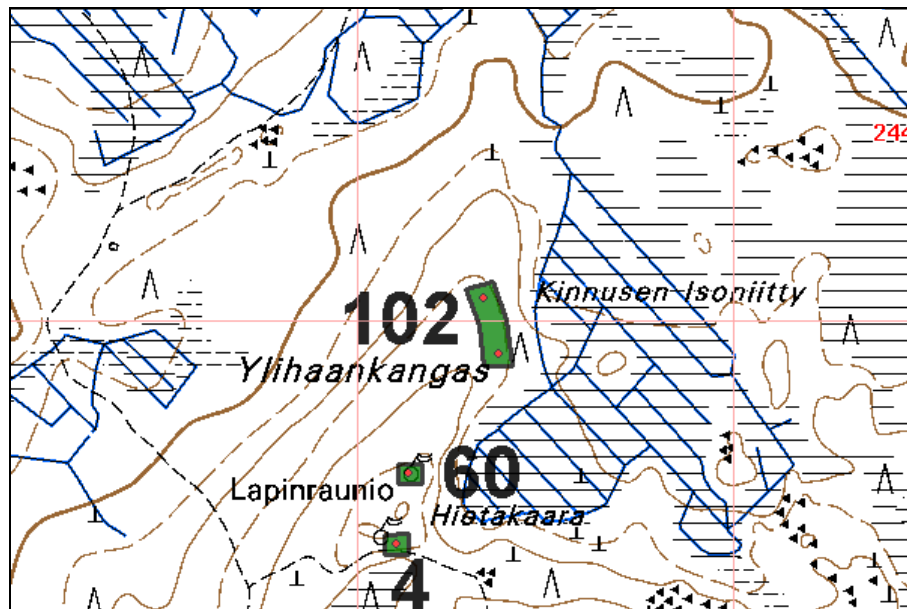 244
Kinnusen-Isoniitty
102
Ylihaankangas
60
Lapinraunio
Hietakaara
4